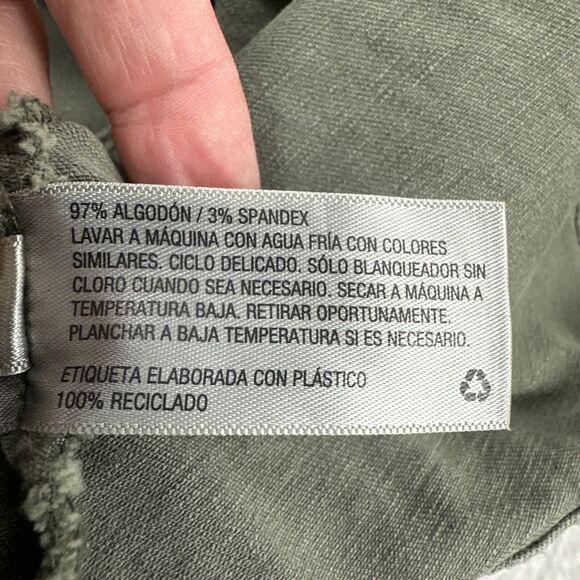 97% ALGODÓN / 3% SPANDEX
LAVAR A MÁQUINA CON AGUA FRÍA CON COLORES
SIMILARES. CICLO DELICADO. SÓLO BLANQUEADOR SIN
CLORO CUANDO SEA NECESARIO. SECAR A MÁQUINA A
TEMPERATURA BAJA. RETIRAR OPORTUNAMENTE.
PLANCHAR A BAJA TEMPERATURA SI ES NECESARIO.
ETIQUETA ELABORADA CON PLÁSTICO
100% RECICLADO